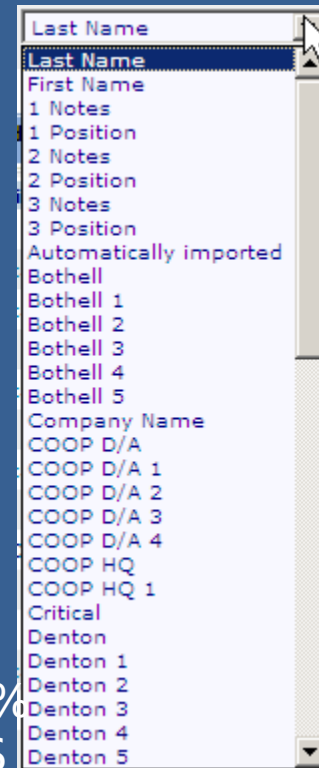 Last Name
Last Name
First Name
1 Notes
1 Position
2 Notes
2 Position
3 Notes
3 Position
Automatically imported
Bothell
Bothell 1
Bothell 2
Bothell 3
Bothell 4
Bothell 5
Company Name
COOP D/A
COOP D/A 1
COOP D/A 2
COOP D/A 3
COOP D/A 4
COOP HQ
COOP HQ 1
Critical
Denton
Denton 1
%
Denton 2
Denton 3
Denton 4
Denton 5